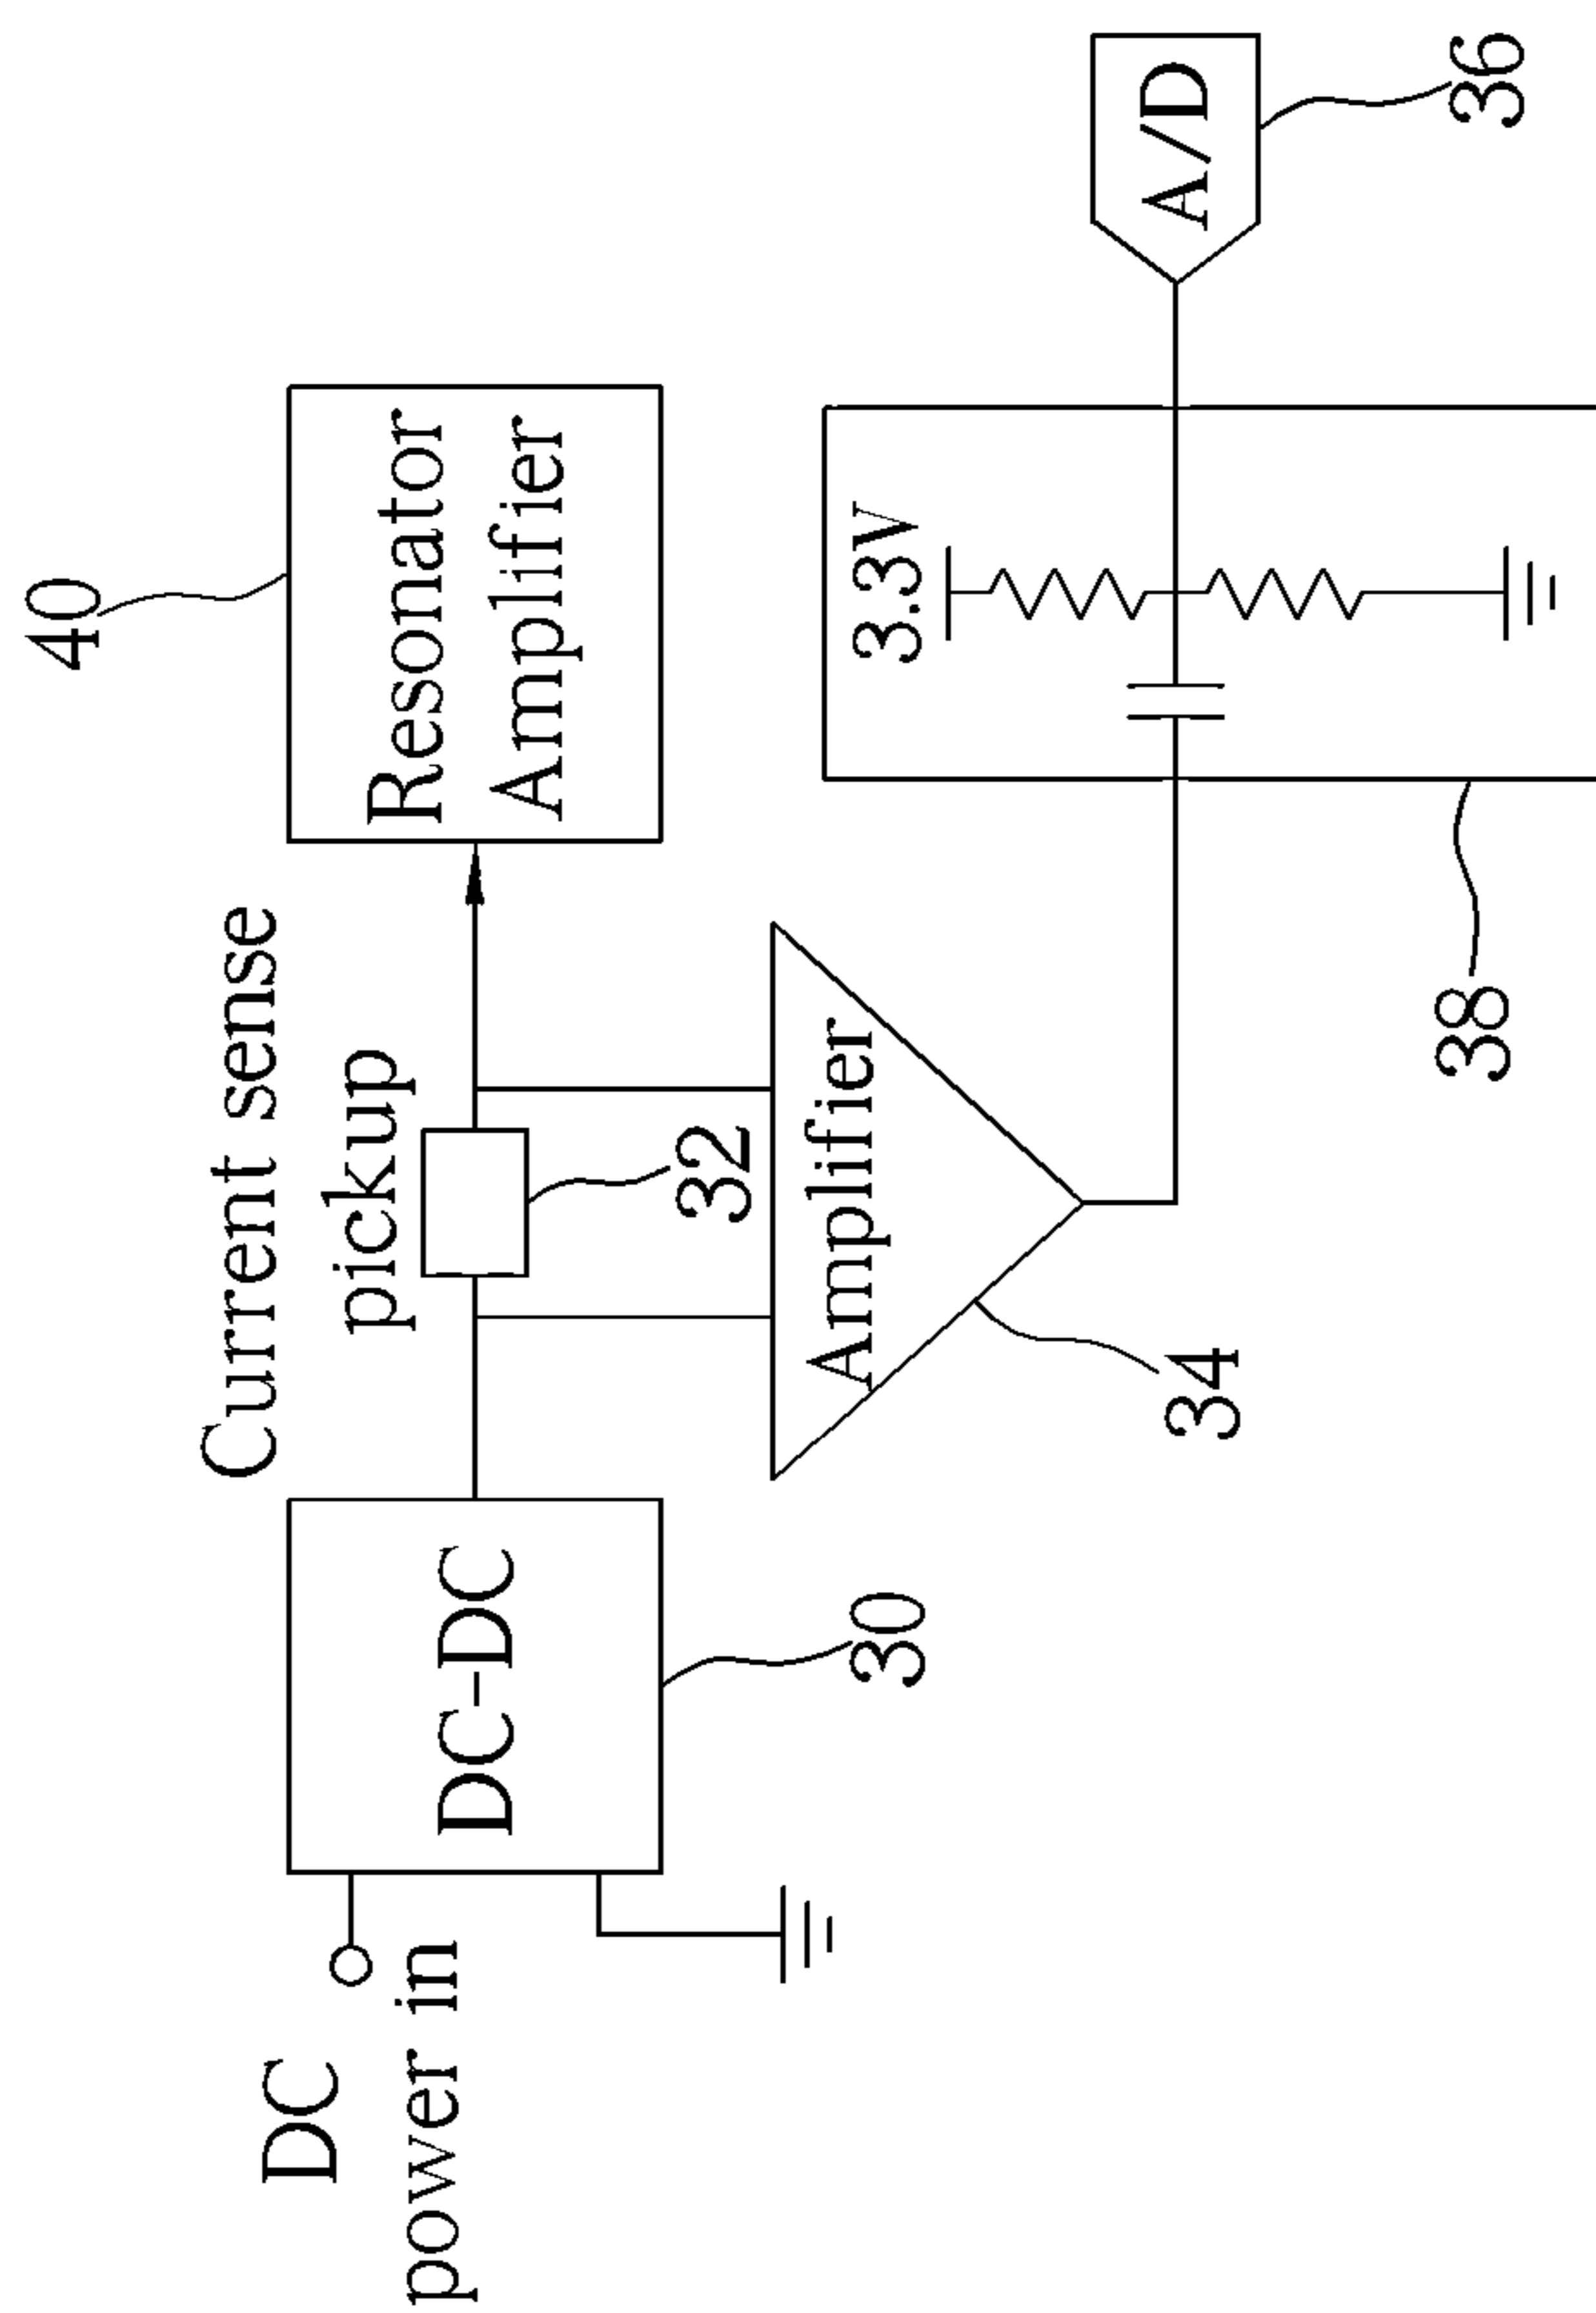 40
Current sense
pickup
DC
power in
DC-DC
Resonator
Amplifier
32
30
Amplifier
3.3V
A/D
34
38
36